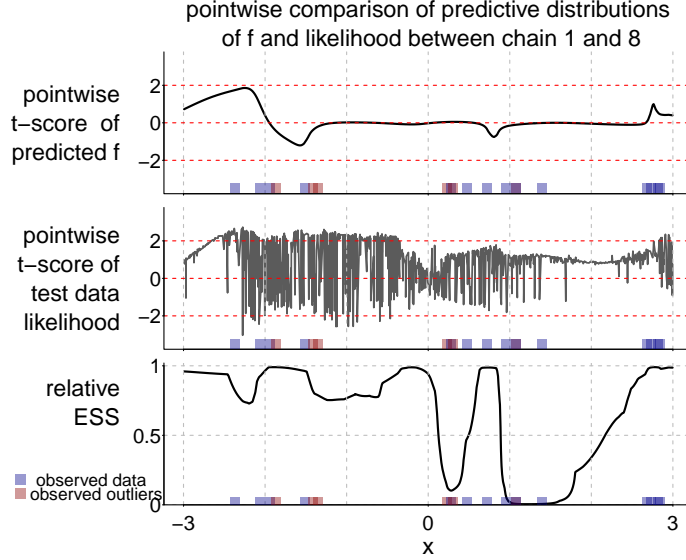 pointwise comparison of predictive distributions
of f and likelihood between chain 1 and 8
pointwise
t−score of
predicted f
2
0
−2
pointwise
t−score of
test data
likelihood
2
0
−2
relative
ESS
1
0.5
0
observed data
observed outliers
−3
0
3
x